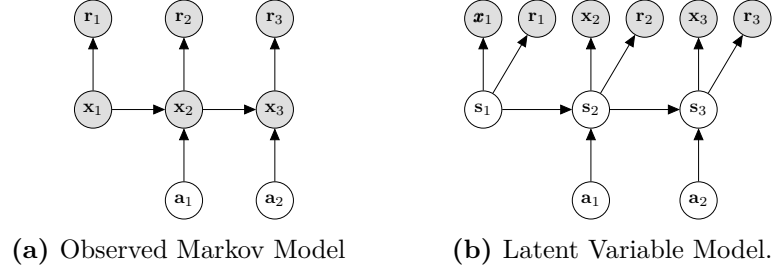 r₁ r₂ r₃ x₁ r₁ x₂ r₂ x₃ r₃
x₁ x₂ x₃ s₁ s₂ s₃
a₁ a₂ a₁ a₂
(a) Observed Markov Model (b) Latent Variable Model.